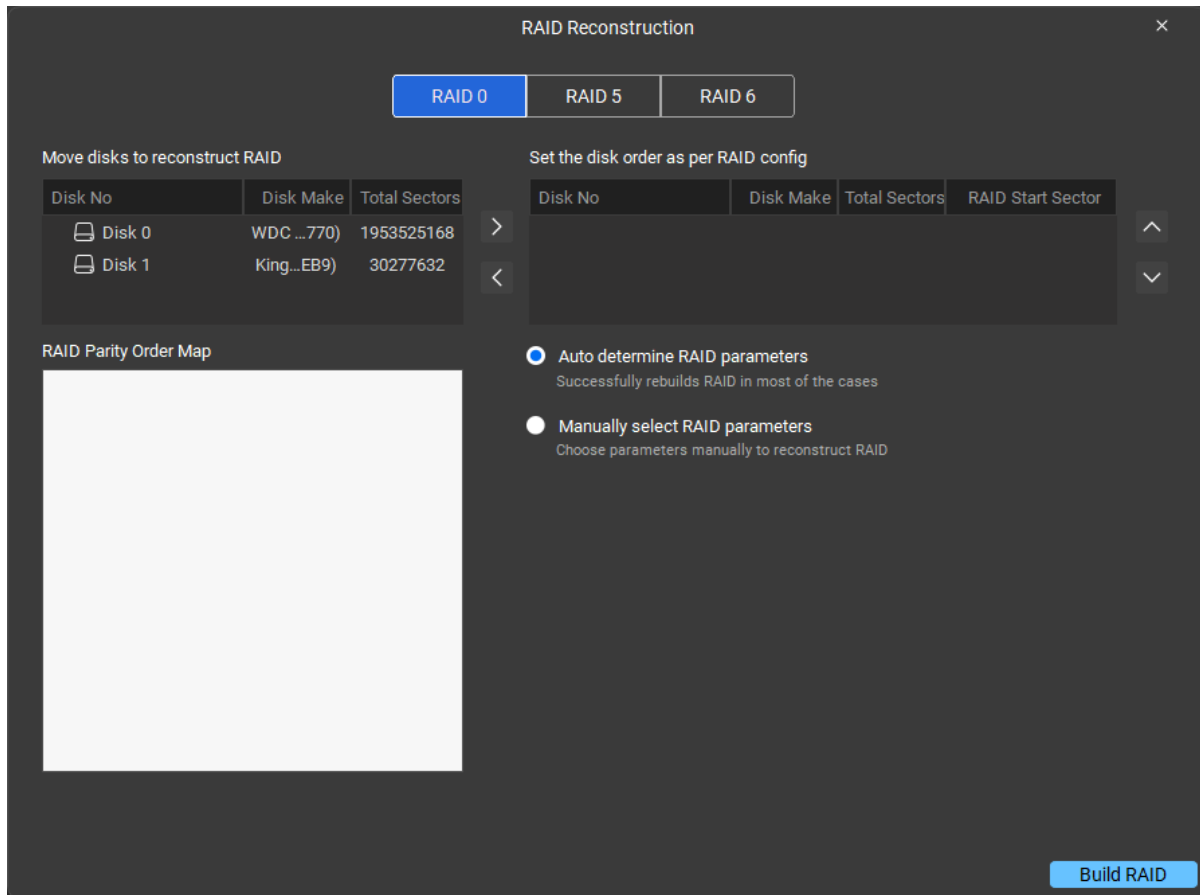 RAID Reconstruction
RAID 0 RAID 5 RAID 6
Move disks to reconstruct RAID
Disk No Disk Make Total Sectors
Disk 0 WDC ...770) 1953525168
Disk 1 King...EB9) 30277632
Set the disk order as per RAID config
Disk No Disk Make Total Sectors RAID Start Sector
RAID Parity Order Map
Auto determine RAID parameters
Successfully rebuilds RAID in most of the cases
Manually select RAID parameters
Choose parameters manually to reconstruct RAID
Build RAID